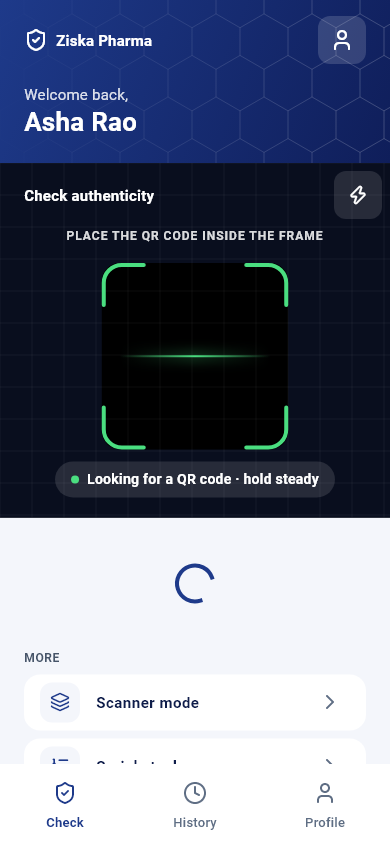 Ziska Pharma
Welcome back,
Asha Rao
Check authenticity
PLACE THE QR CODE INSIDE THE FRAME
Looking for a QR code · hold steady
MORE
Scanner mode
Check
History
Profile